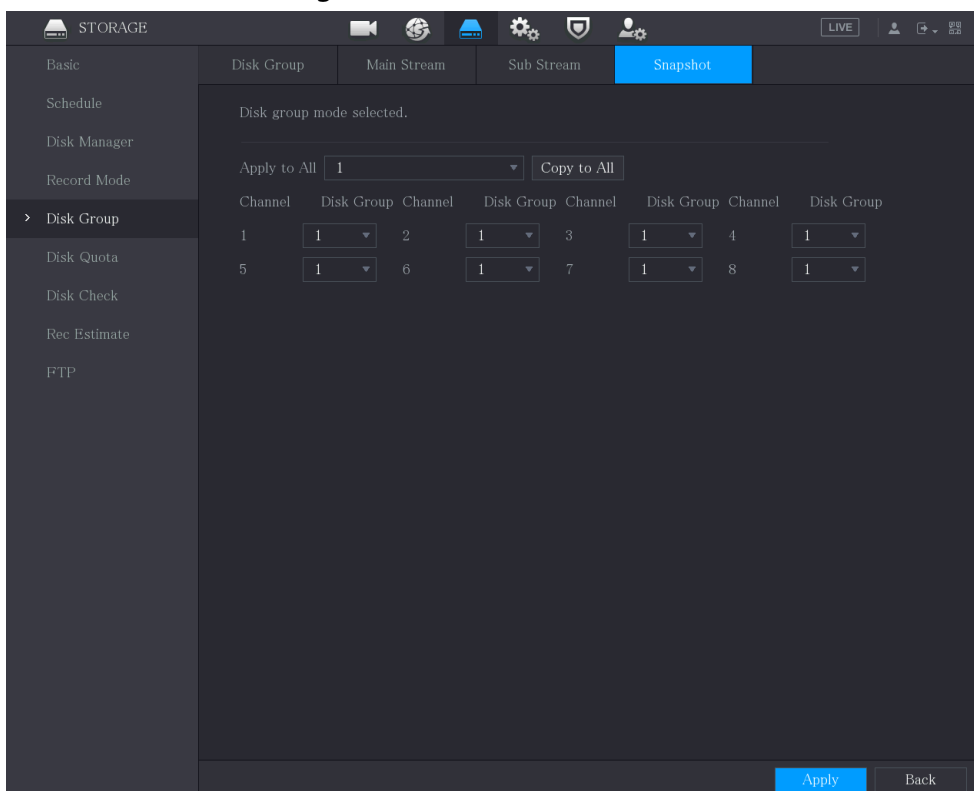 STORAGE
LIVE
Basic
Schedule
Disk Manager
Record Mode
Disk Group
Disk Quota
Disk Check
Rec Estimate
FTP
Disk Group Main Stream Sub Stream Snapshot
Disk group mode selected.
Apply to All 1 Copy to All
Channel Disk Group Channel Disk Group Channel Disk Group Channel Disk Group
1 1 2 1 3 1 4 1
5 1 6 1 7 1 8 1
Apply Back